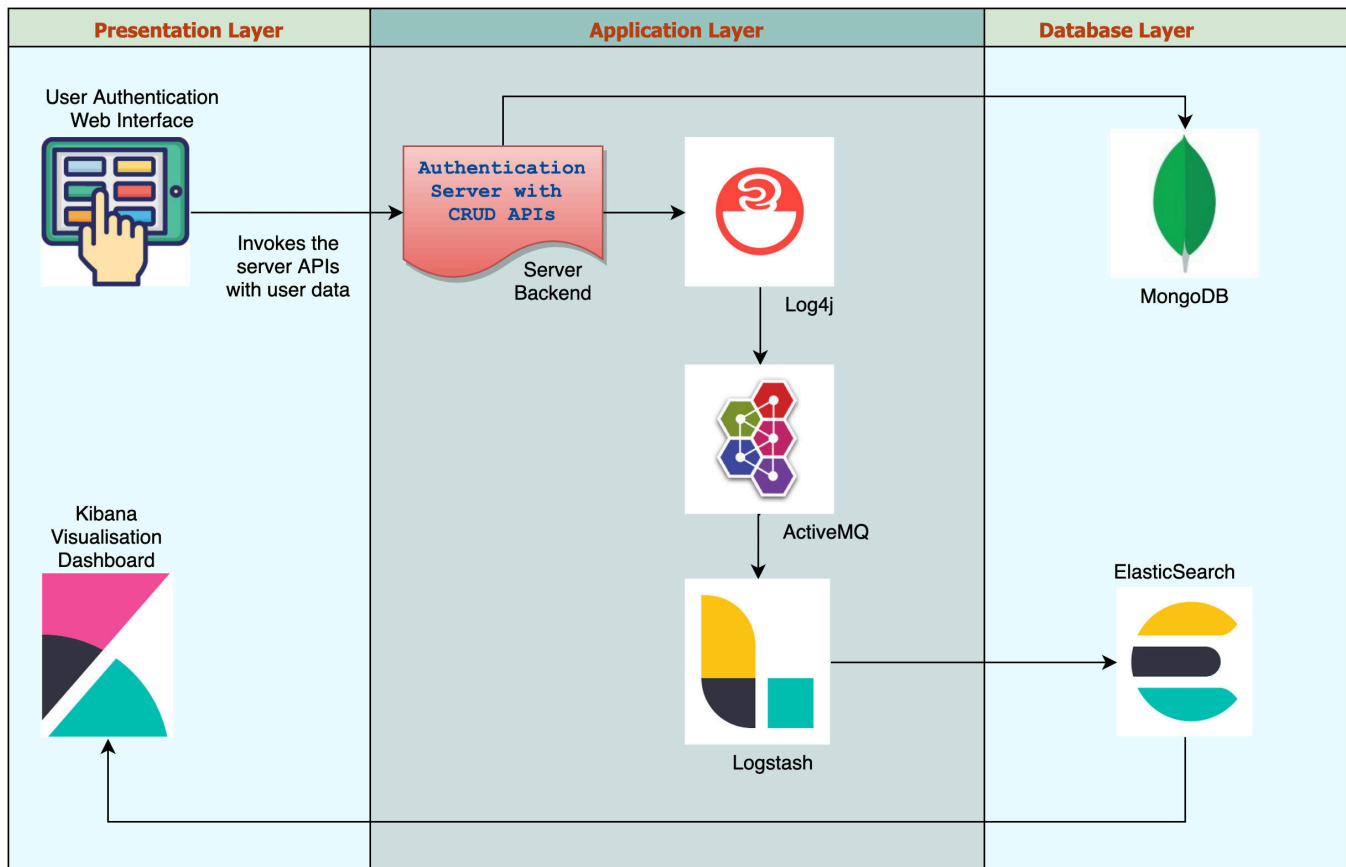 Presentation Layer
Application Layer
Database Layer
User Authentication
Web Interface
Authentication
Server with
CRUD APIs
Invokes the
server APIs
with user data
Server
Backend
Log4j
MongoDB
ActiveMQ
Kibana
Visualisation
Dashboard
ElasticSearch
Logstash